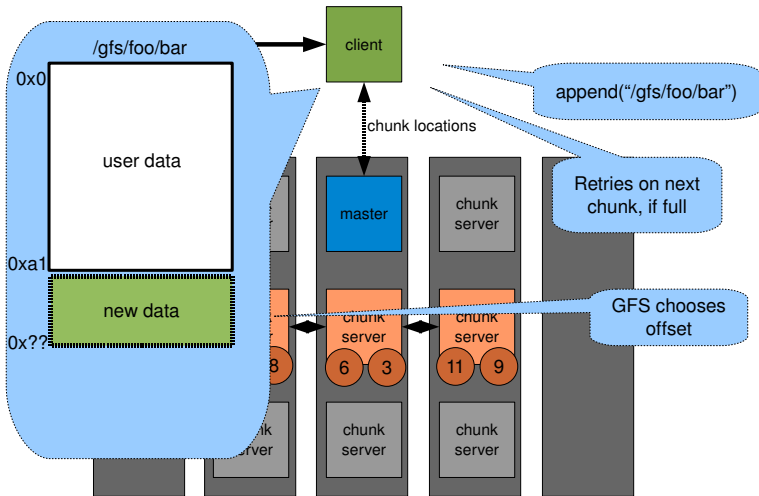 /gfs/foo/bar
client
0x0
append(“/gfs/foo/bar”)
chunk locations
user data
Retries on next
chunk, if full
master
chunk
server
0xa1
new data
GFS chooses
offset
0x??
chunk
server
chunk
server
8
6
3
11
9
chunk
server
chunk
server